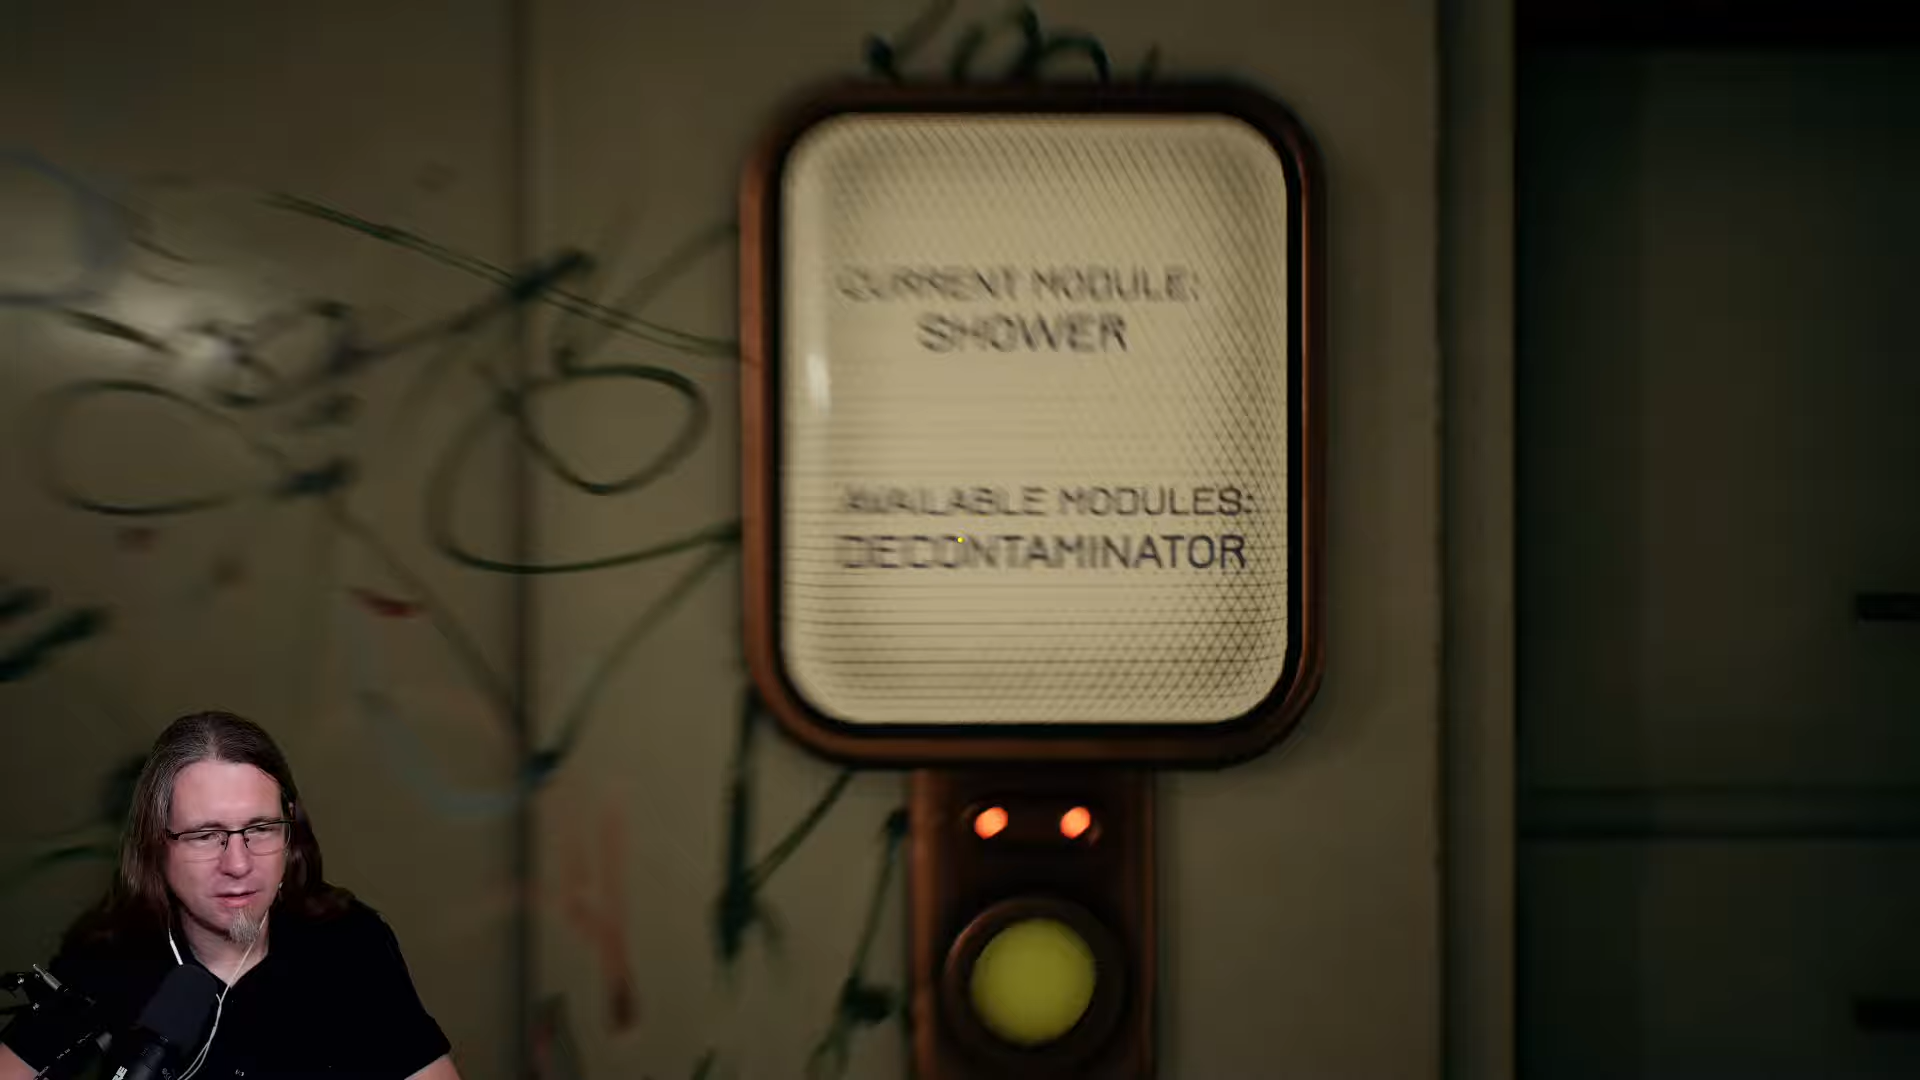 CURRENT MODULE:
SHOWER
AVAILABLE MODULES:
DECONTAMINATOR